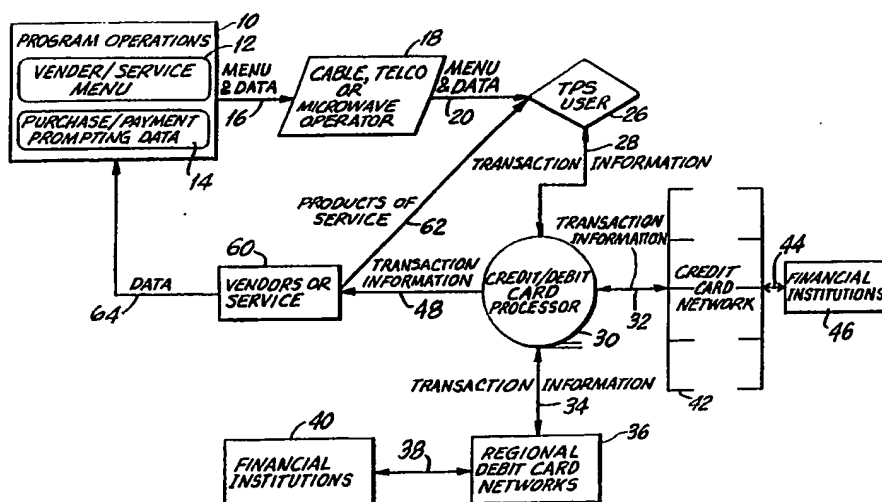 10
PROGRAM OPERATIONS
12
VENDER/SERVICE
MENU
PURCHASE/PAYMENT
PROMPTING DATA
14
MENU
& DATA
16
18
CABLE, TELCO
OR
MICROWAVE
OPERATOR
MENU
& DATA
20
TPS
USER
26
28
TRANSACTION INFORMATION
PRODUCTS OF
SERVICE
62
TRANSACTION
INFORMATION
32
60
VENDORS OR
SERVICE
DATA
64
TRANSACTION
INFORMATION
48
CREDIT/DEBIT
CARD
PROCESSOR
30
CREDIT
CARD
NETWORK
42
44
FINANCIAL
INSTITUTIONS
46
TRANSACTION INFORMATION
34
36
REGIONAL
DEBIT CARD
NETWORKS
38
40
FINANCIAL
INSTITUTIONS